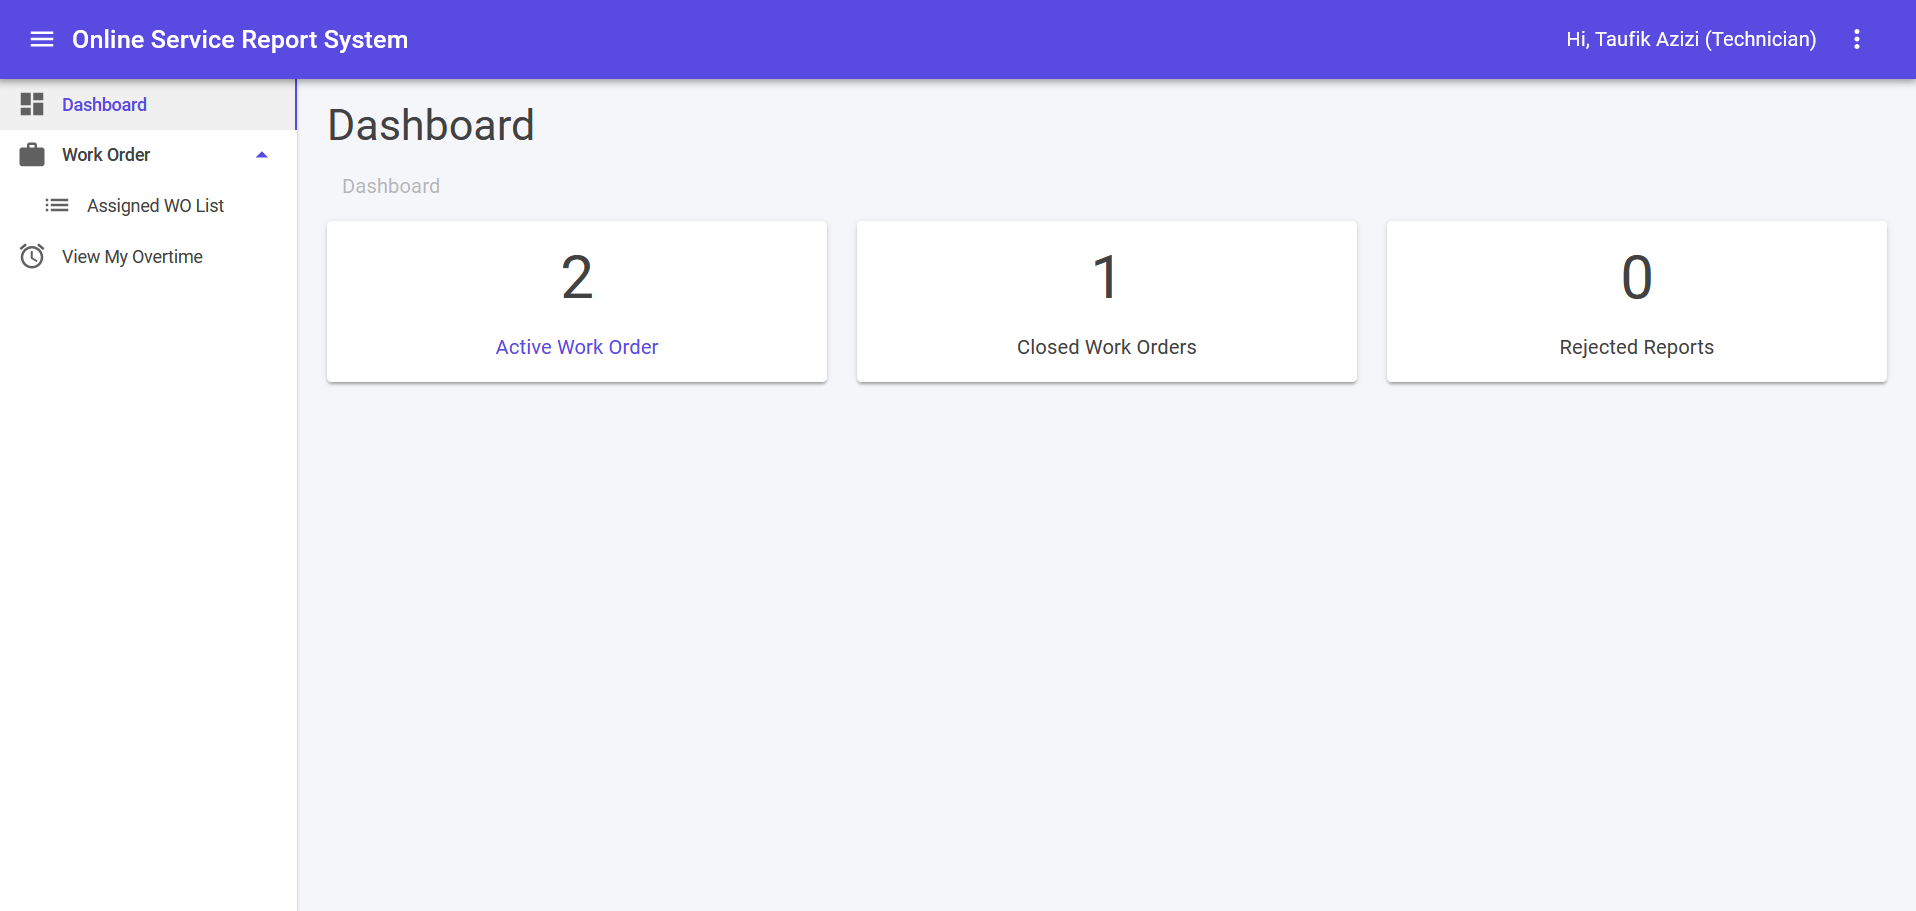 Online Service Report System
Hi, Taufik Azizi (Technician)
Dashboard
Work Order
Assigned WO List
View My Overtime
Dashboard
Dashboard
2
Active Work Order
1
Closed Work Orders
0
Rejected Reports